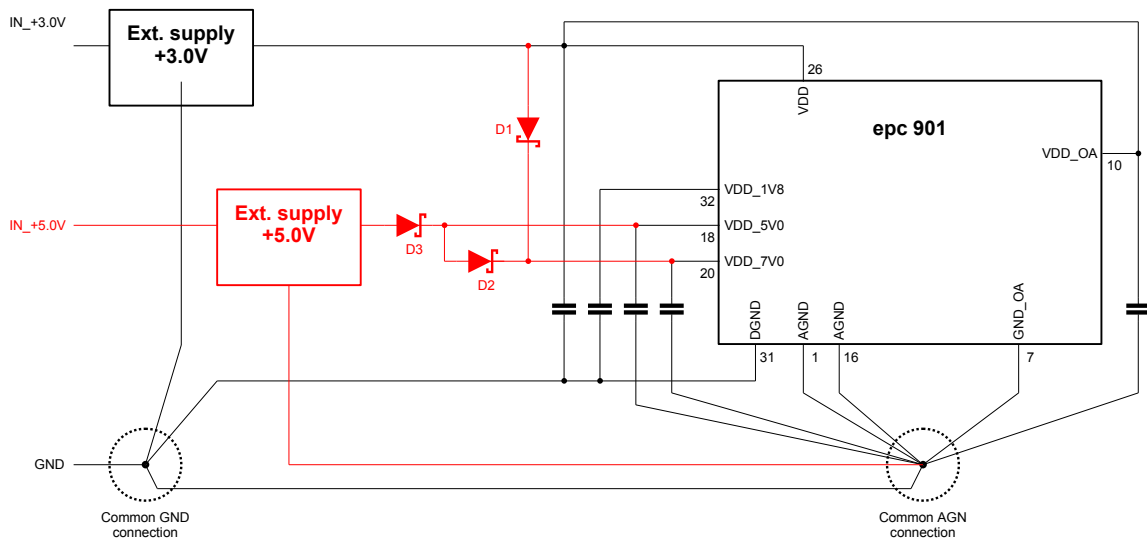 IN_+3.0V
Ext. supply
+3.0V
26
VDD
epc 901
D1
VDD_OA
10
VDD_1V8
32
IN_+5.0V
Ext. supply
+5.0V
D3
VDD_5V0
18
D2
VDD_7V0
20
DGND
AGND
AGND
GND_OA
31
1
16
7
GND
Common GND
connection
Common AGN
connection